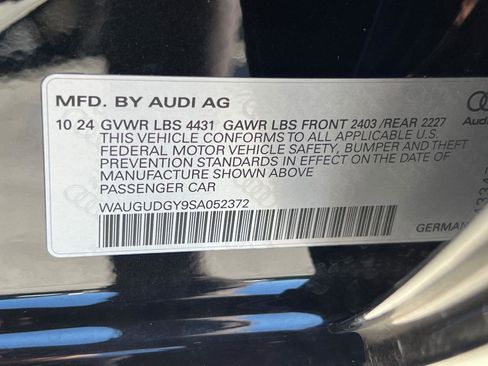 MFD. BY AUDI AG
10 24 GVWR LBS 4431 GAWR LBS FRONT 2403 /REAR 2227
THIS VEHICLE CONFORMS TO ALL APPLICABLE U.S.
FEDERAL MOTOR VEHICLE SAFETY, BUMPER AND THEFT
PREVENTION STANDARDS IN EFFECT ON THE DATE OF
MANUFACTURE SHOWN ABOVE
PASSENGER CAR
WAUGUDGY9SA052372
Audi
GERMAN